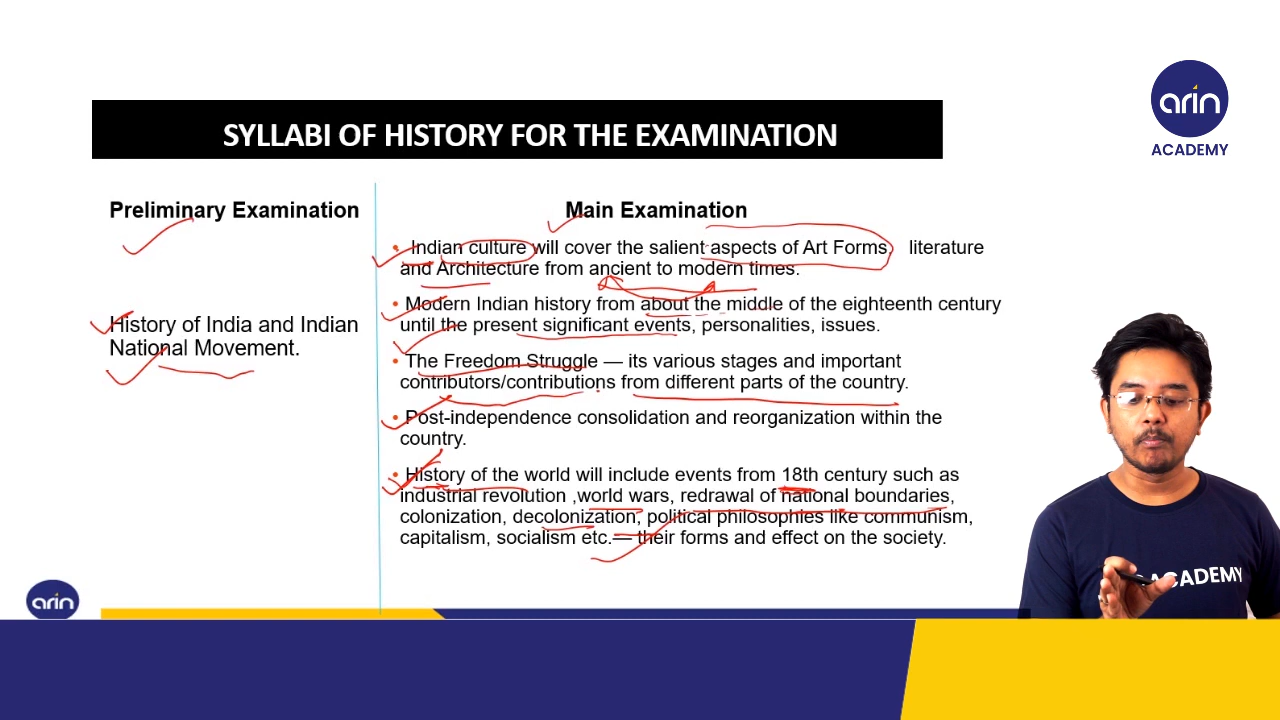 arin
ACADEMY
SYLLABI OF HISTORY FOR THE EXAMINATION
Preliminary Examination
History of India and Indian
National Movement.
Main Examination
• Indian culture will cover the salient aspects of Art Forms, literature
and Architecture from ancient to modern times.
• Modern Indian history from about the middle of the eighteenth century
until the present significant events, personalities, issues.
• The Freedom Struggle — its various stages and important
contributors/contributions from different parts of the country.
• Post-independence consolidation and reorganization within the
country.
• History of the world will include events from 18th century such as
industrial revolution ,world wars, redrawal of national boundaries,
colonization, decolonization, political philosophies like communism,
capitalism, socialism etc.— their forms and effect on the society.
ACADEMY
arin